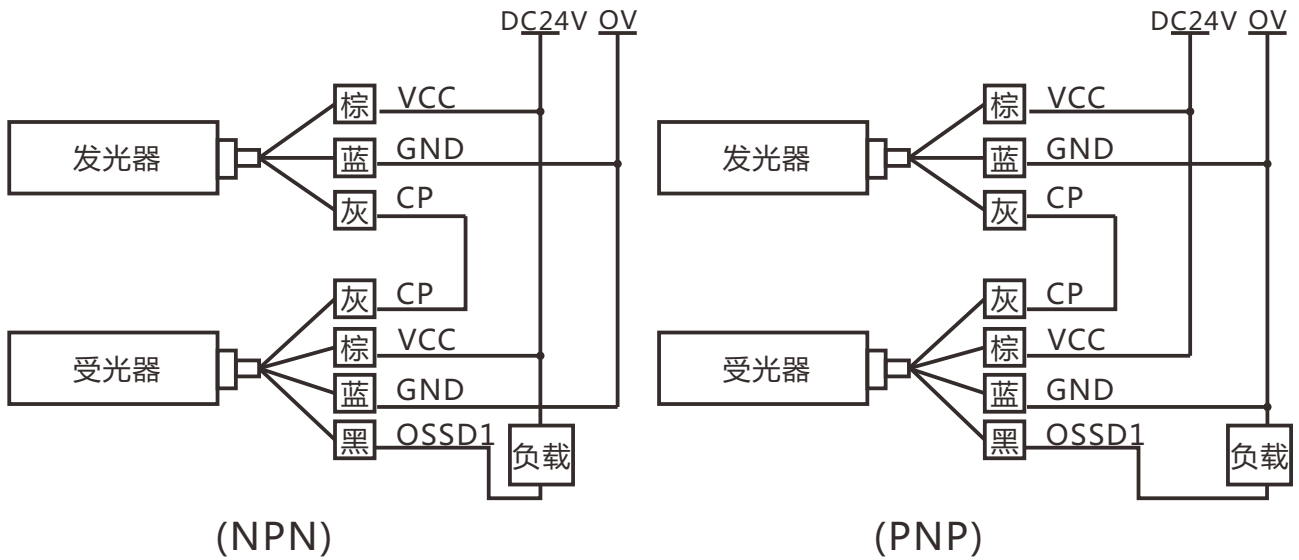 DC24V OV
棕 VCC
发光器
蓝 GND
灰 CP
灰 CP
棕 VCC
受光器
蓝 GND
黑 OSSD1
负载
(NPN)
DC24V OV
棕 VCC
发光器
蓝 GND
灰 CP
灰 CP
棕 VCC
受光器
蓝 GND
黑 OSSD1
负载
(PNP)